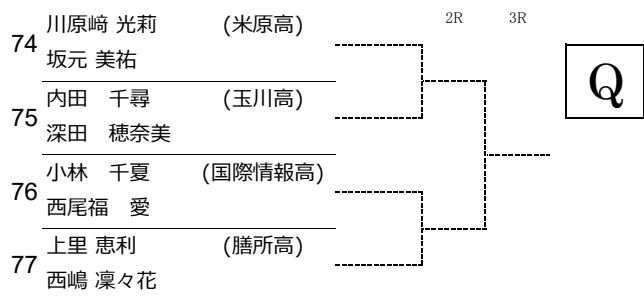 2R 3R
74 川原﨑 光莉 (米原高)
坂元 美祐
Q
75 内田 千尋 (玉川高)
深田 穂奈美
76 小林 千夏 (国際情報高)
西尾福 愛
77 上里 恵利 (膳所高)
西嶋 凜々花